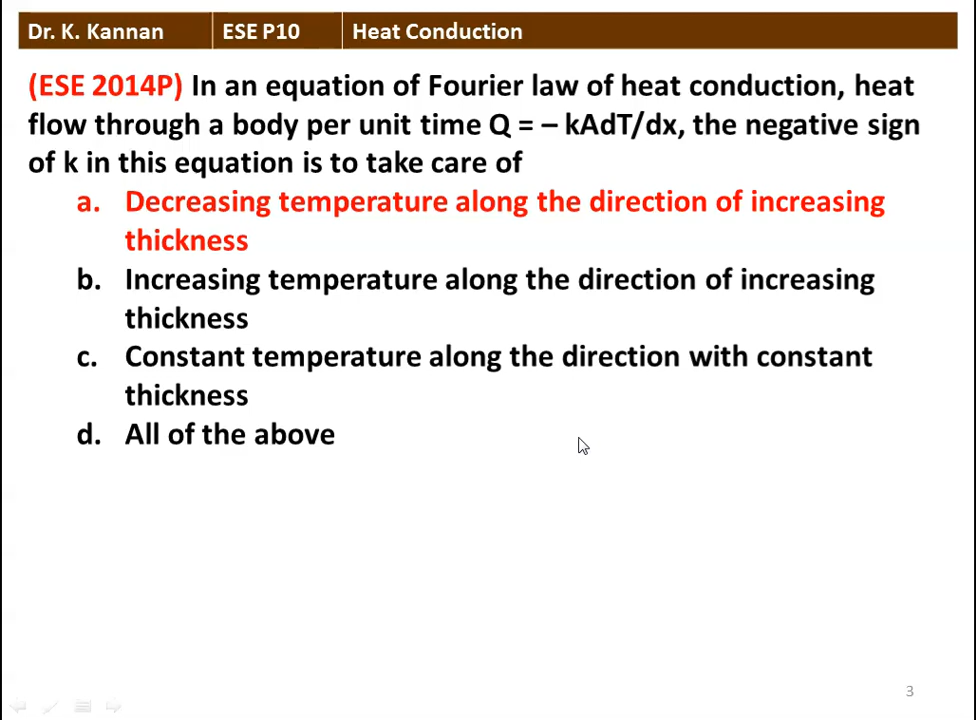 Dr. K. Kannan ESE P10 Heat Conduction
(ESE 2014P) In an equation of Fourier law of heat conduction, heat
flow through a body per unit time Q = – kAdT/dx, the negative sign
of k in this equation is to take care of
a. Decreasing temperature along the direction of increasing
thickness
b. Increasing temperature along the direction of increasing
thickness
c. Constant temperature along the direction with constant
thickness
d. All of the above
3